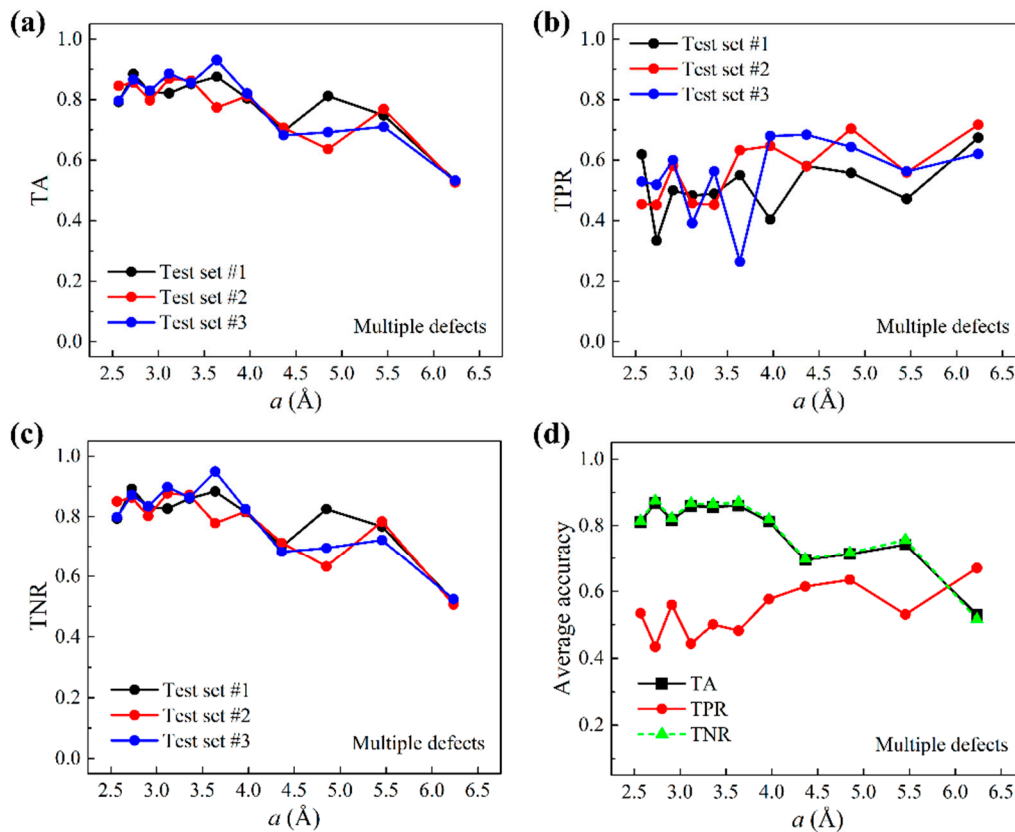 (a)
1.0
0.8
0.6
0.4
0.2
0.0
TA
Test set #1
Test set #2
Test set #3
Multiple defects
2.5 3.0 3.5 4.0 4.5 5.0 5.5 6.0 6.5
a (Å)
(b)
1.0
0.8
0.6
0.4
0.2
0.0
TPR
Test set #1
Test set #2
Test set #3
Multiple defects
2.5 3.0 3.5 4.0 4.5 5.0 5.5 6.0 6.5
a (Å)
(c)
1.0
0.8
0.6
0.4
0.2
0.0
TNR
Test set #1
Test set #2
Test set #3
Multiple defects
2.5 3.0 3.5 4.0 4.5 5.0 5.5 6.0 6.5
a (Å)
(d)
1.0
0.8
0.6
0.4
0.2
Average accuracy
TA
TPR
TNR
Multiple defects
2.5 3.0 3.5 4.0 4.5 5.0 5.5 6.0 6.5
a (Å)